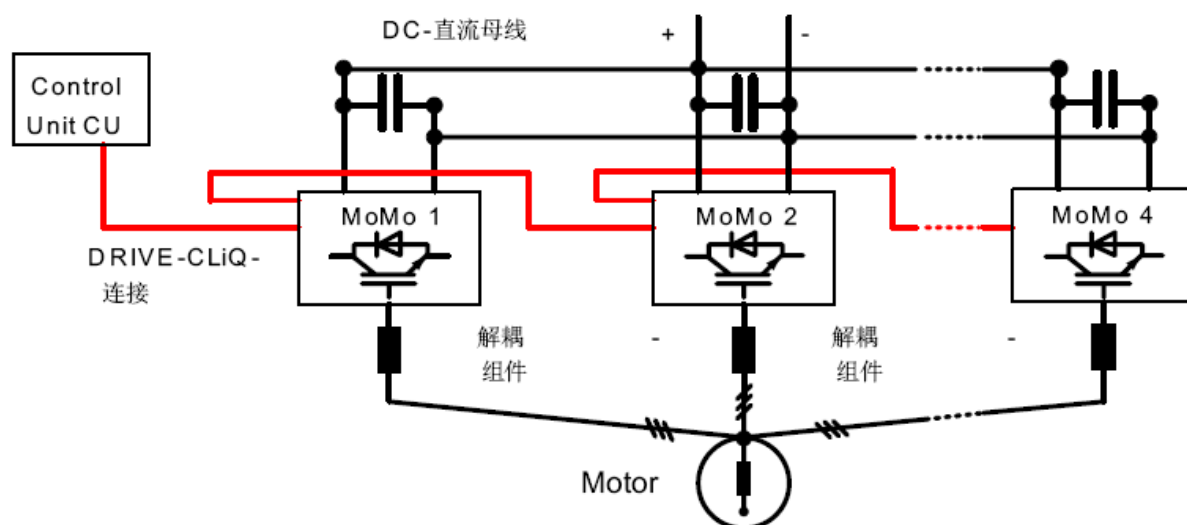 DC-直流母线
+
-
Control
Unit CU
MoMo 1
MoMo 2
MoMo 4
DRIVE-CLiQ-
连接
解耦
组件
-
解耦
组件
-
Motor